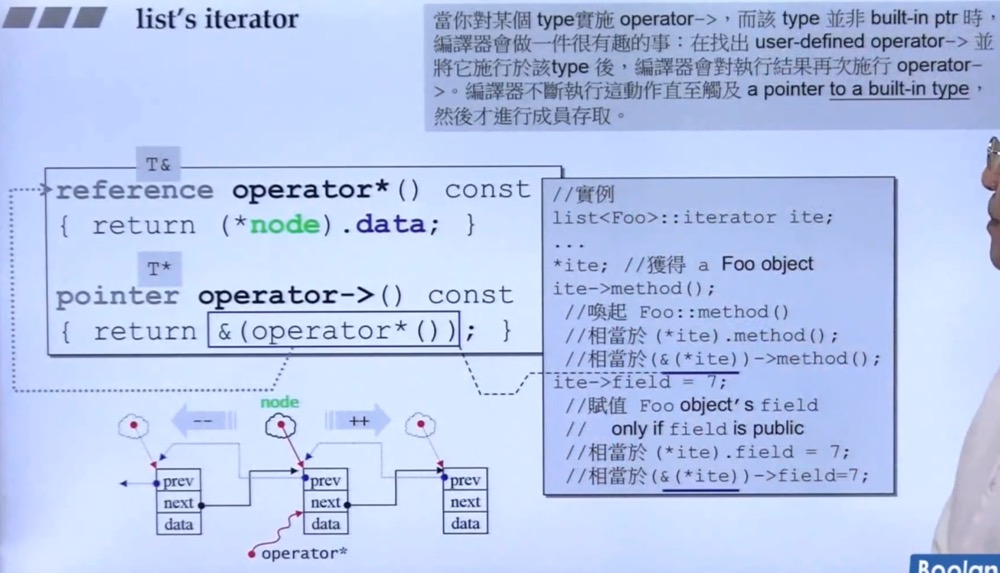 list's iterator
當你對某個 type實施 operator->，而該 type 並非 built-in ptr 時，
編譯器會做一件很有趣的事：在找出 user-defined operator-> 並
將它施行於該type 後，編譯器會對執行結果再次施行 operator-
>。編譯器不斷執行這動作直至觸及 a pointer to a built-in type，
然後才進行成員存取。
T&
reference operator*() const
{ return (*node).data; }
T*
pointer operator->() const
{ return &(operator*()); }
//實例
list<Foo>::iterator ite;
...
*ite; //獲得 a Foo object
ite->method();
//喚起 Foo::method()
//相當於 (*ite).method();
//相當於(&(*ite))->method();
ite->field = 7;
//賦值 Foo object's field
// only if field is public
//相當於 (*ite).field = 7;
//相當於(&(*ite))->field=7;
node
--
++
prev
next
data
prev
next
data
prev
next
data
operator*
Boolan